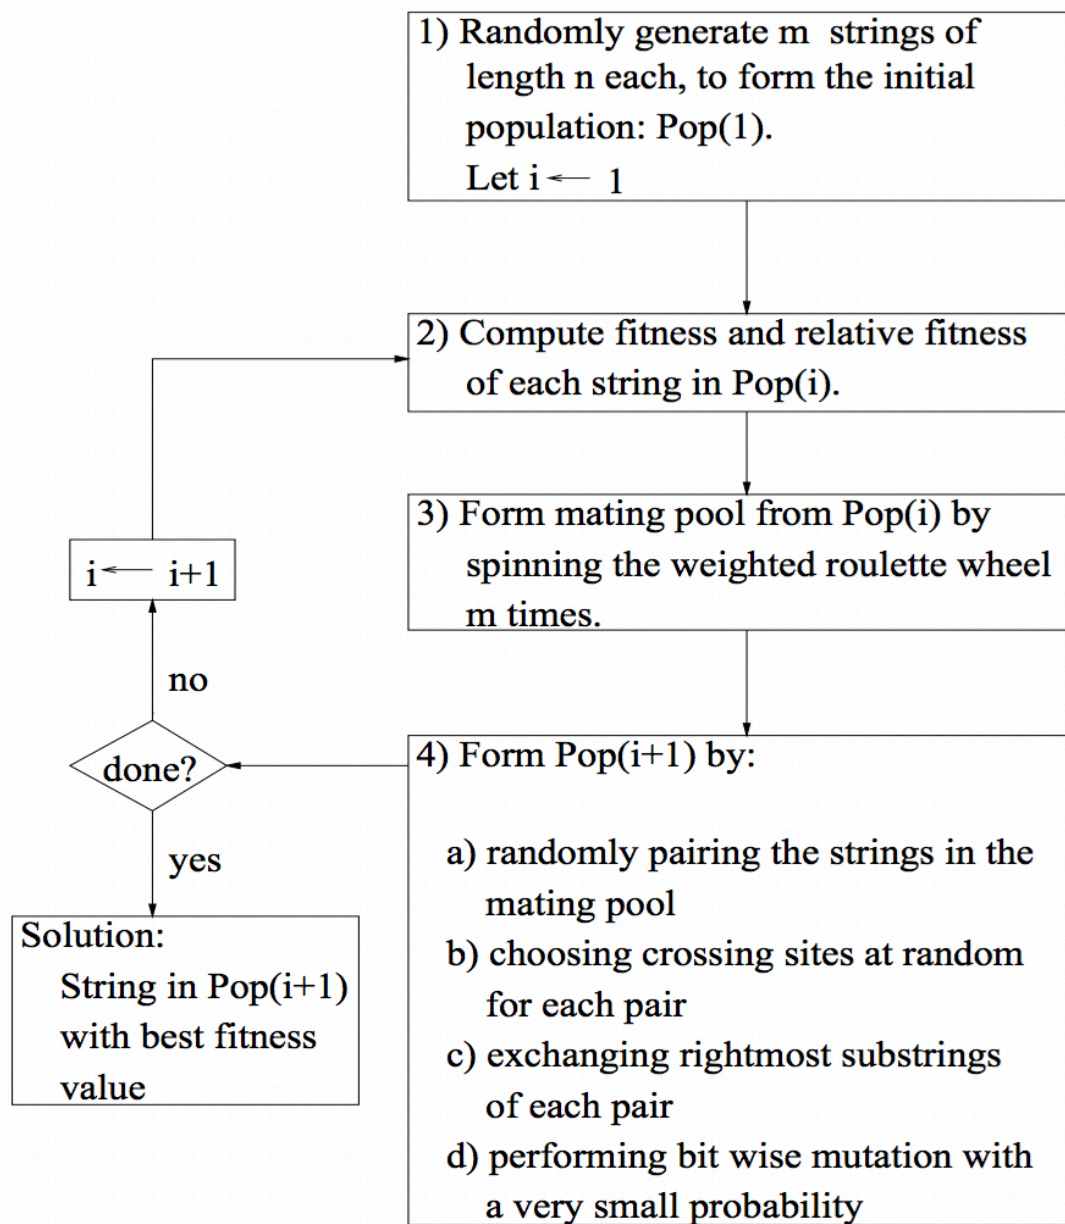 1) Randomly generate m strings of
length n each, to form the initial
population: Pop(1).
Let i ← 1
2) Compute fitness and relative fitness
of each string in Pop(i).
3) Form mating pool from Pop(i) by
spinning the weighted roulette wheel
m times.
i ← i+1
no
done?
yes
4) Form Pop(i+1) by:
a) randomly pairing the strings in the
mating pool
b) choosing crossing sites at random
for each pair
c) exchanging rightmost substrings
of each pair
d) performing bit wise mutation with
a very small probability
Solution:
String in Pop(i+1)
with best fitness
value